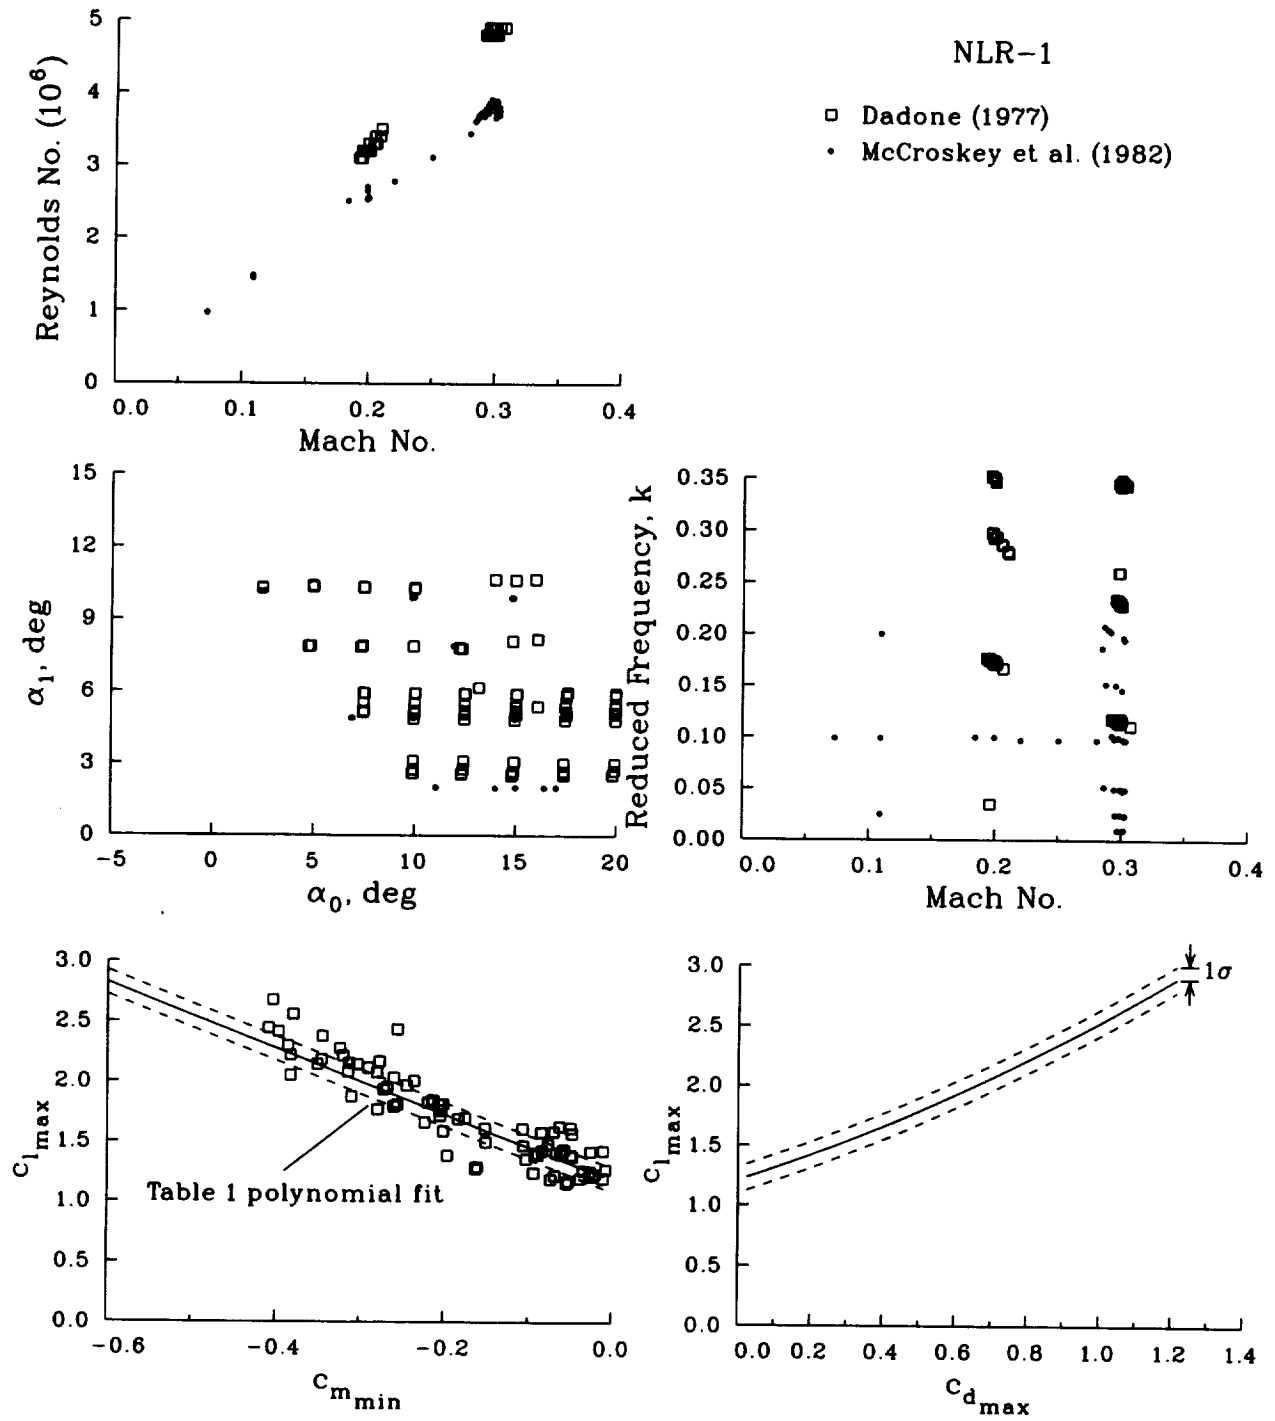 NLR-1
Dadone (1977)
McCroskey et al. (1982)
Reynolds No. (10⁶)
5
4
3
2
1
0
0.0 0.1 0.2 0.3 0.4
Mach No.
α₁, deg
15
12
9
6
3
0
-5 0 5 10 15 20
α₀, deg
Reduced Frequency, k
0.35
0.30
0.25
0.20
0.15
0.10
0.05
0.00
0.0 0.1 0.2 0.3 0.4
Mach No.
c_l_max
3.0
2.5
2.0
1.5
1.0
0.5
0.0
Table 1 polynomial fit
-0.6 -0.4 -0.2 0.0
c_m_min
c_l_max
3.0
2.5
2.0
1.5
1.0
0.5
0.0
1σ
0.0 0.2 0.4 0.6 0.8 1.0 1.2 1.4
c_d_max